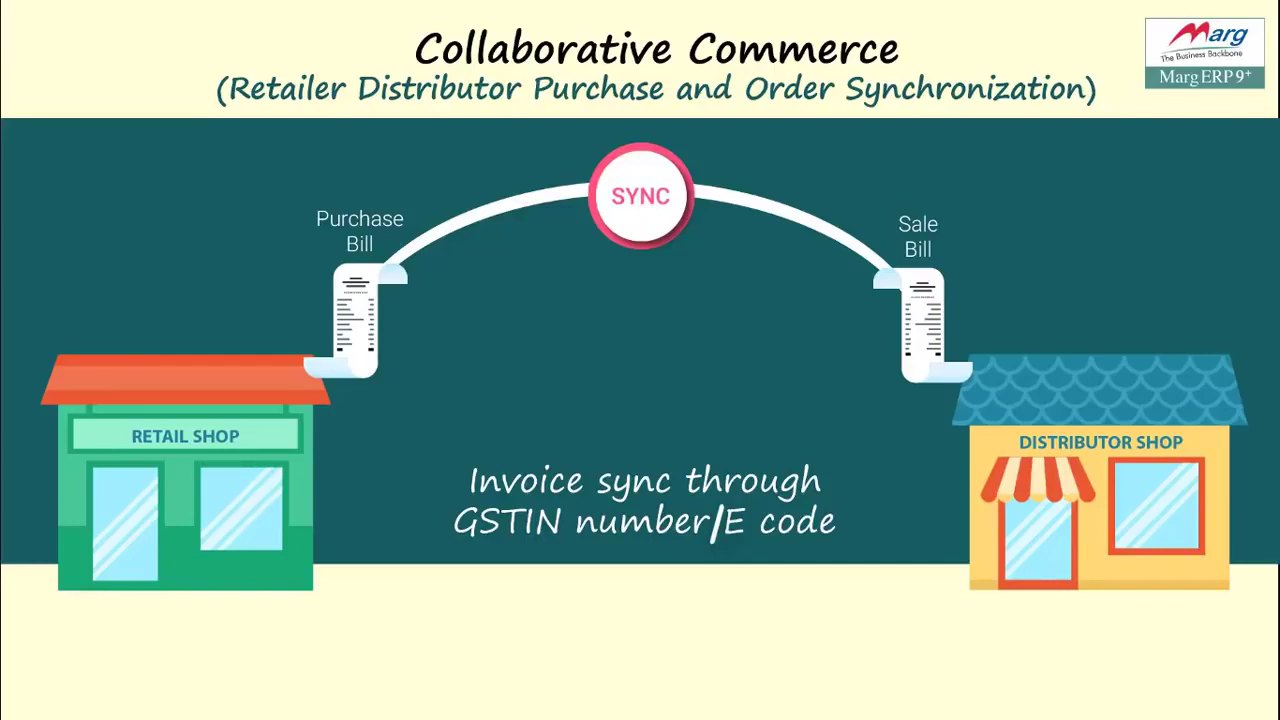 Collaborative Commerce
(Retailer Distributor Purchase and Order Synchronization)
Marg
The Business Backbone
Marg ERP 9+
SYNC
Purchase
Bill
Sale
Bill
RETAIL SHOP
DISTRIBUTOR SHOP
Invoice sync through
GSTIN number/E code